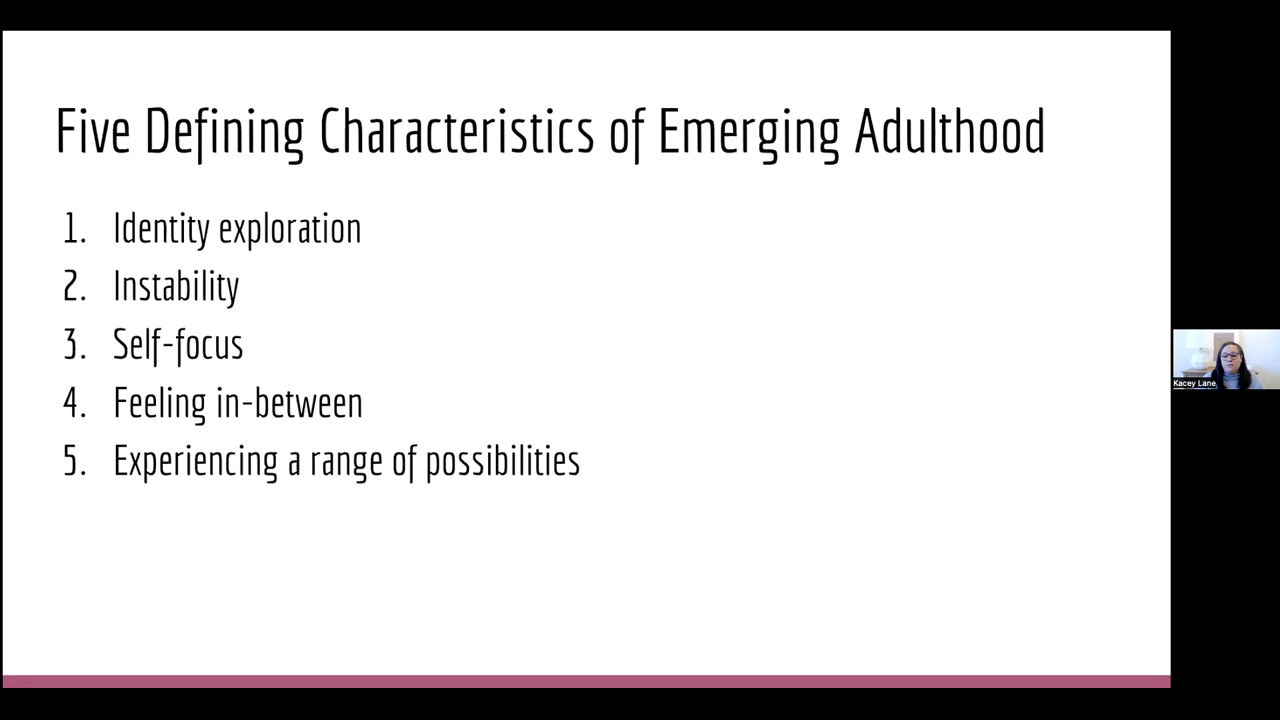 Five Defining Characteristics of Emerging Adulthood
1. Identity exploration
2. Instability
3. Self-focus
4. Feeling in-between
5. Experiencing a range of possibilities
Kacey Lane